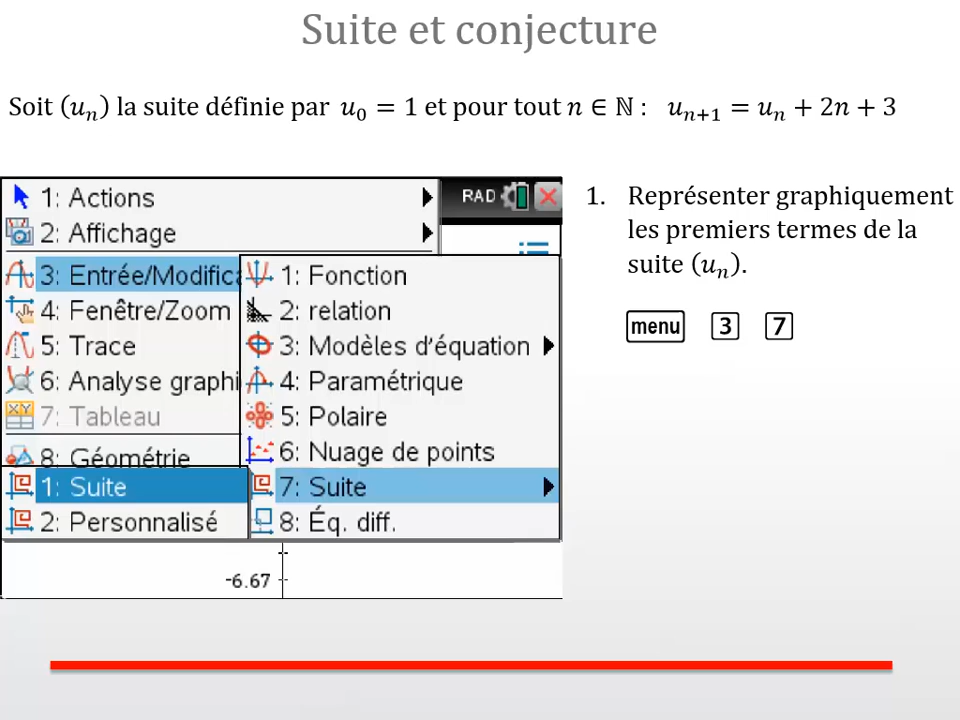 Suite et conjecture
Soit (uₙ) la suite définie par u₀ = 1 et pour tout n ∈ ℕ : uₙ₊₁ = uₙ + 2n + 3
1: Actions
2: Affichage
3: Entrée/Modifica
4: Fenêtre/Zoom
5: Trace
6: Analyse graphi
7: Tableau
8: Géométrie
1: Suite
2: Personnalisé
RAD
1: Fonction
2: relation
3: Modèles d'équation
4: Paramétrique
5: Polaire
6: Nuage de points
7: Suite
8: Éq. diff.
-6.67
1. Représenter graphiquement
les premiers termes de la
suite (uₙ).
menu 3 7